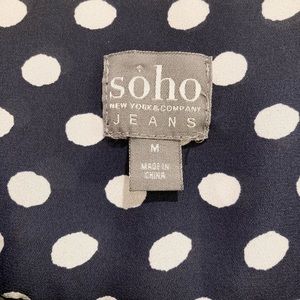 soho
NEW YORK & COMPANY
JEANS
M
MADE IN
CHINA